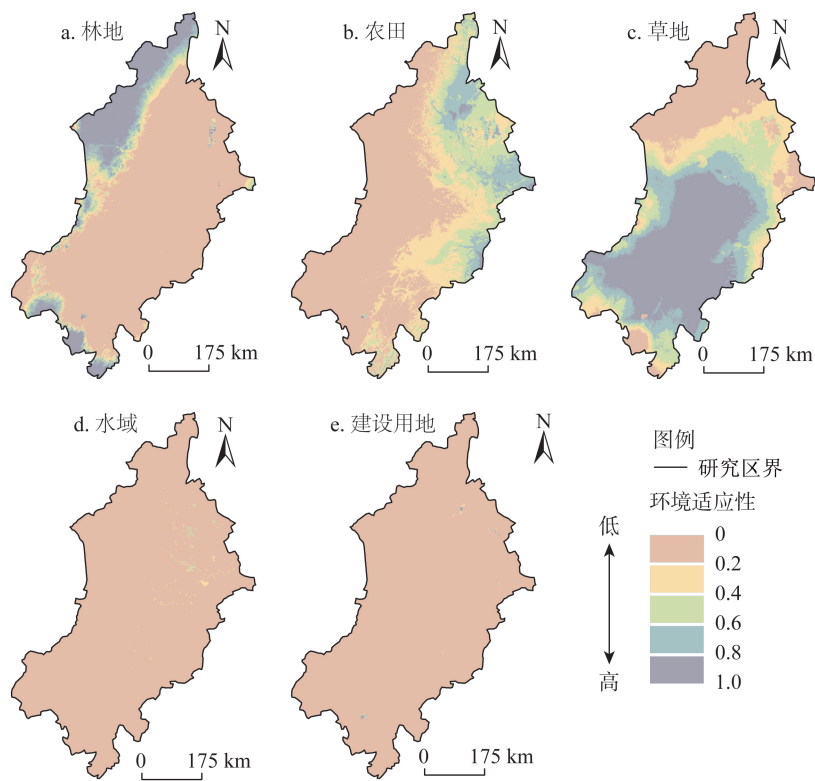 a. 林地
N
0 175 km
b. 农田
N
0 175 km
c. 草地
N
0 175 km
d. 水域
N
0 175 km
e. 建设用地
N
0 175 km
图例
研究区界
环境适应性
低
高
0
0.2
0.4
0.6
0.8
1.0